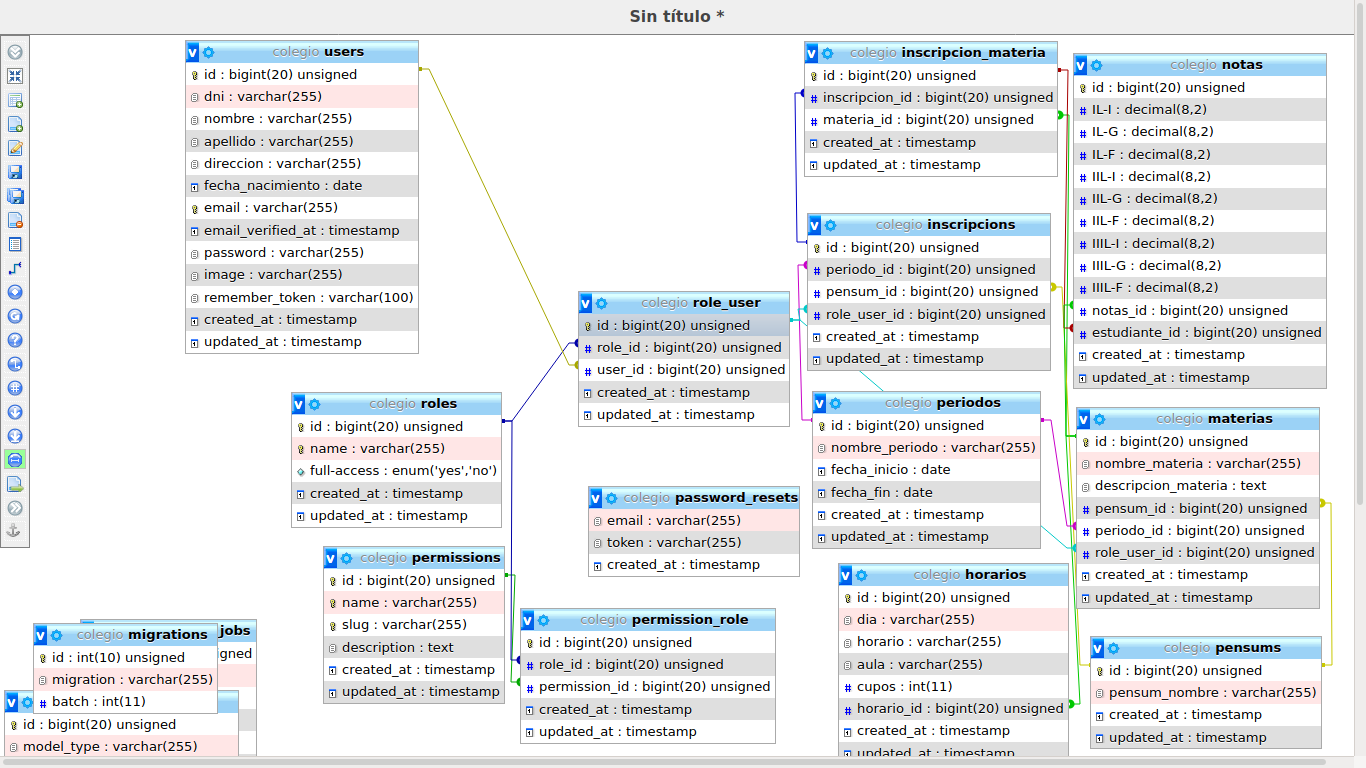 Sin título *
colegio users
id : bigint(20) unsigned
dni : varchar(255)
nombre : varchar(255)
apellido : varchar(255)
direccion : varchar(255)
fecha_nacimiento : date
email : varchar(255)
email_verified_at : timestamp
password : varchar(255)
image : varchar(255)
remember_token : varchar(100)
created_at : timestamp
updated_at : timestamp
colegio inscripcion_materia
id : bigint(20) unsigned
inscripcion_id : bigint(20) unsigned
materia_id : bigint(20) unsigned
created_at : timestamp
updated_at : timestamp
colegio notas
id : bigint(20) unsigned
IL-I : decimal(8,2)
IL-G : decimal(8,2)
IL-F : decimal(8,2)
IIL-I : decimal(8,2)
IIL-G : decimal(8,2)
IIL-F : decimal(8,2)
IIIL-I : decimal(8,2)
IIIL-G : decimal(8,2)
IIIL-F : decimal(8,2)
notas_id : bigint(20) unsigned
estudiante_id : bigint(20) unsigned
created_at : timestamp
updated_at : timestamp
colegio inscripcions
id : bigint(20) unsigned
periodo_id : bigint(20) unsigned
pensum_id : bigint(20) unsigned
role_user_id : bigint(20) unsigned
created_at : timestamp
updated_at : timestamp
colegio role_user
id : bigint(20) unsigned
role_id : bigint(20) unsigned
user_id : bigint(20) unsigned
created_at : timestamp
updated_at : timestamp
colegio roles
id : bigint(20) unsigned
name : varchar(255)
full-access : enum('yes','no')
created_at : timestamp
updated_at : timestamp
colegio periodos
id : bigint(20) unsigned
nombre_periodo : varchar(255)
fecha_inicio : date
fecha_fin : date
created_at : timestamp
updated_at : timestamp
colegio materias
id : bigint(20) unsigned
nombre_materia : varchar(255)
descripcion_materia : text
pensum_id : bigint(20) unsigned
periodo_id : bigint(20) unsigned
role_user_id : bigint(20) unsigned
created_at : timestamp
updated_at : timestamp
colegio password_resets
email : varchar(255)
token : varchar(255)
created_at : timestamp
colegio permissions
id : bigint(20) unsigned
name : varchar(255)
slug : varchar(255)
description : text
created_at : timestamp
updated_at : timestamp
colegio horarios
id : bigint(20) unsigned
dia : varchar(255)
horario : varchar(255)
aula : varchar(255)
cupos : int(11)
horario_id : bigint(20) unsigned
created_at : timestamp
updated_at : timestamp
colegio permission_role
id : bigint(20) unsigned
role_id : bigint(20) unsigned
permission_id : bigint(20) unsigned
created_at : timestamp
updated_at : timestamp
colegio pensums
id : bigint(20) unsigned
pensum_nombre : varchar(255)
created_at : timestamp
updated_at : timestamp
jobs
colegio migrations
id : int(10) unsigned
migration : varchar(255)
batch : int(11)
id : bigint(20) unsigned
model_type : varchar(255)